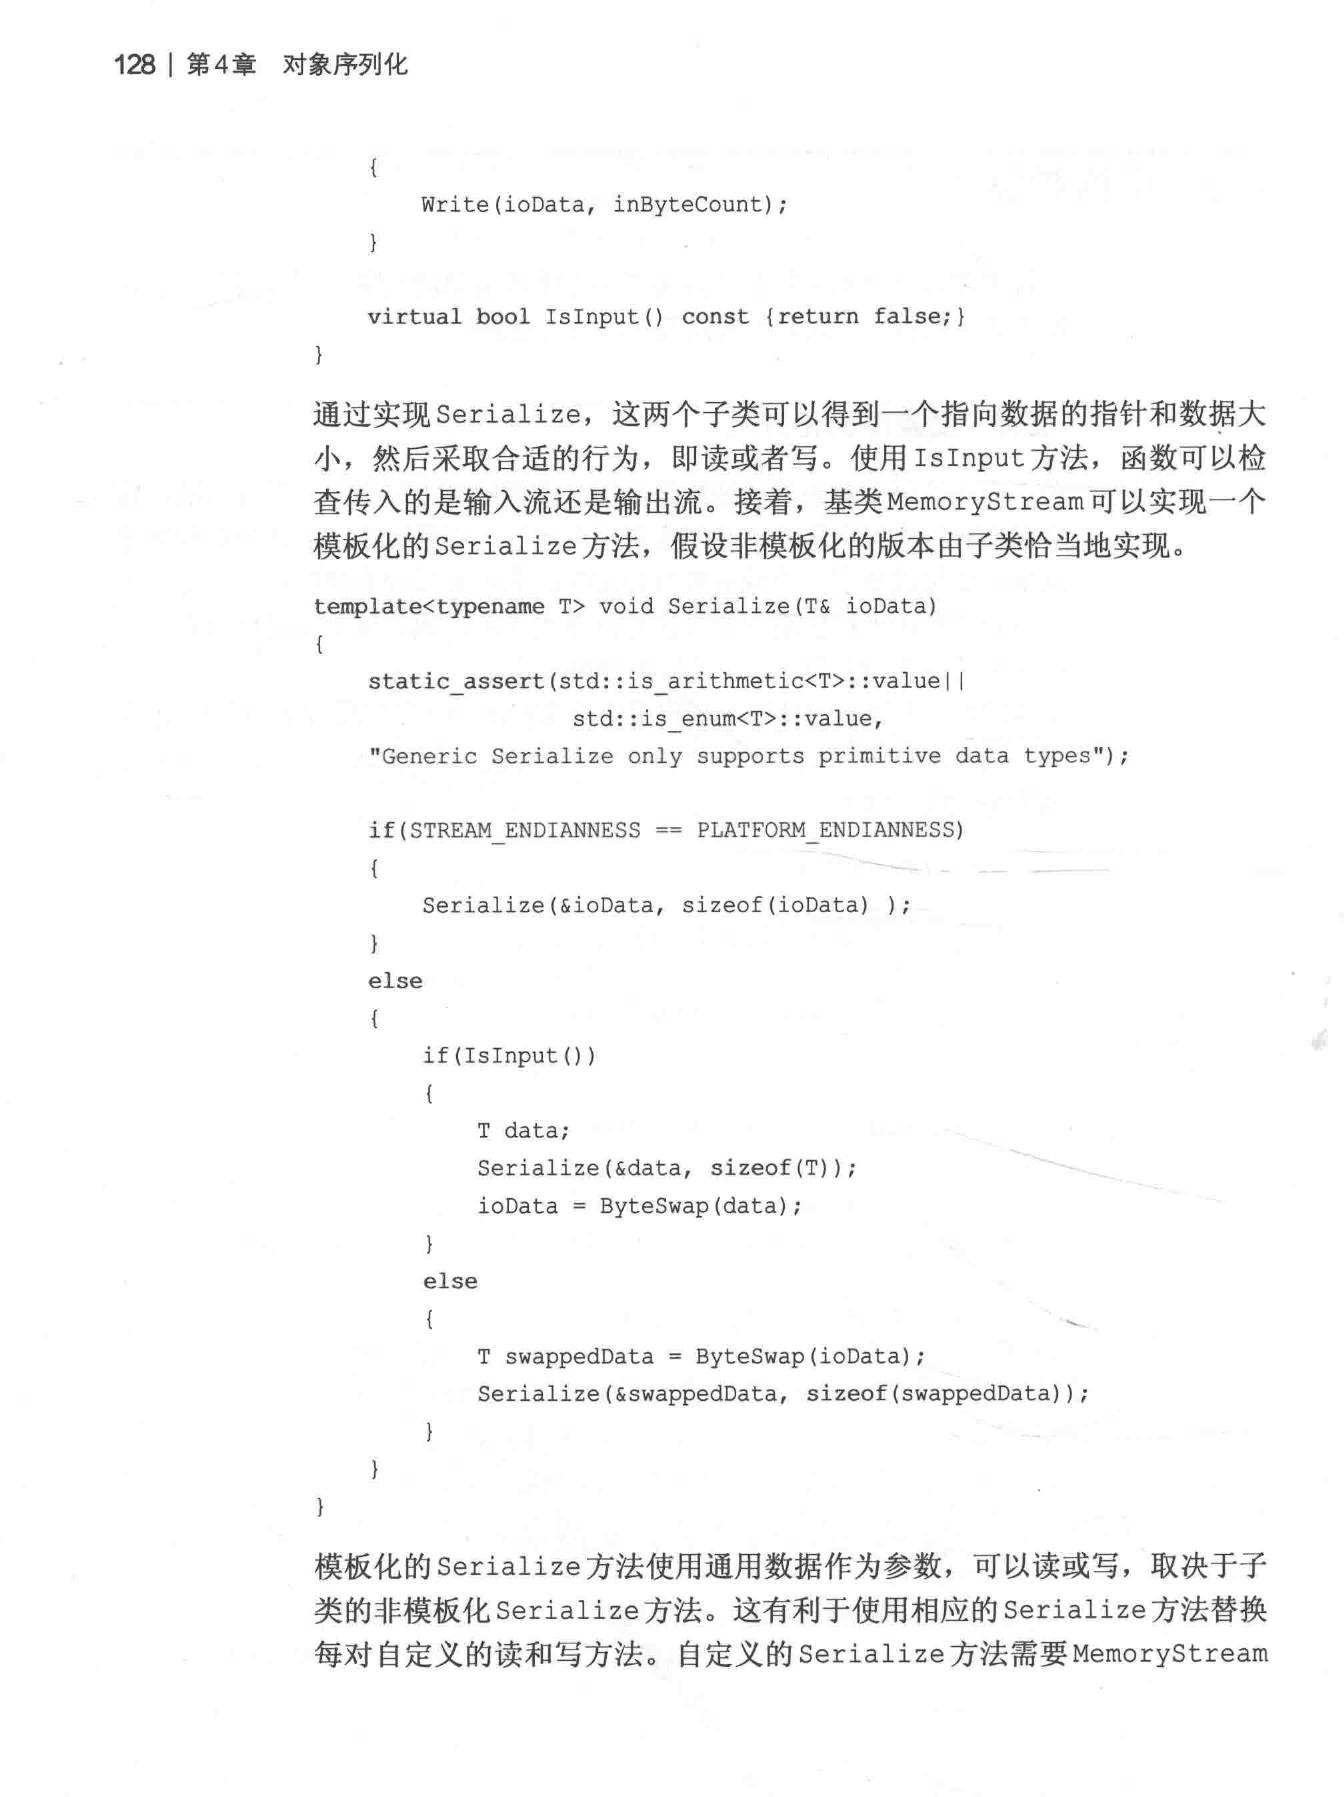 128 | 第4章 对象序列化
{
Write(ioData, inByteCount);
}
virtual bool IsInput() const {return false;}
}
通过实现Serialize，这两个子类可以得到一个指向数据的指针和数据大
小，然后采取合适的行为，即读或者写。使用IsInput方法，函数可以检
查传入的是输入流还是输出流。接着，基类MemoryStream可以实现一个
模板化的Serialize方法，假设非模板化的版本由子类恰当地实现。
template<typename T> void Serialize(T& ioData)
{
static_assert(std::is_arithmetic<T>::value||
std::is_enum<T>::value,
"Generic Serialize only supports primitive data types");
if(STREAM_ENDIANNESS == PLATFORM_ENDIANNESS)
{
Serialize(&ioData, sizeof(ioData) );
}
else
{
if(IsInput())
{
T data;
Serialize(&data, sizeof(T));
ioData = ByteSwap(data);
}
else
{
T swappedData = ByteSwap(ioData);
Serialize(&swappedData, sizeof(swappedData));
}
}
}
模板化的Serialize方法使用通用数据作为参数，可以读或写，取决于子
类的非模板化Serialize方法。这有利于使用相应的Serialize方法替换
每对自定义的读和写方法。自定义的Serialize方法需要MemoryStream